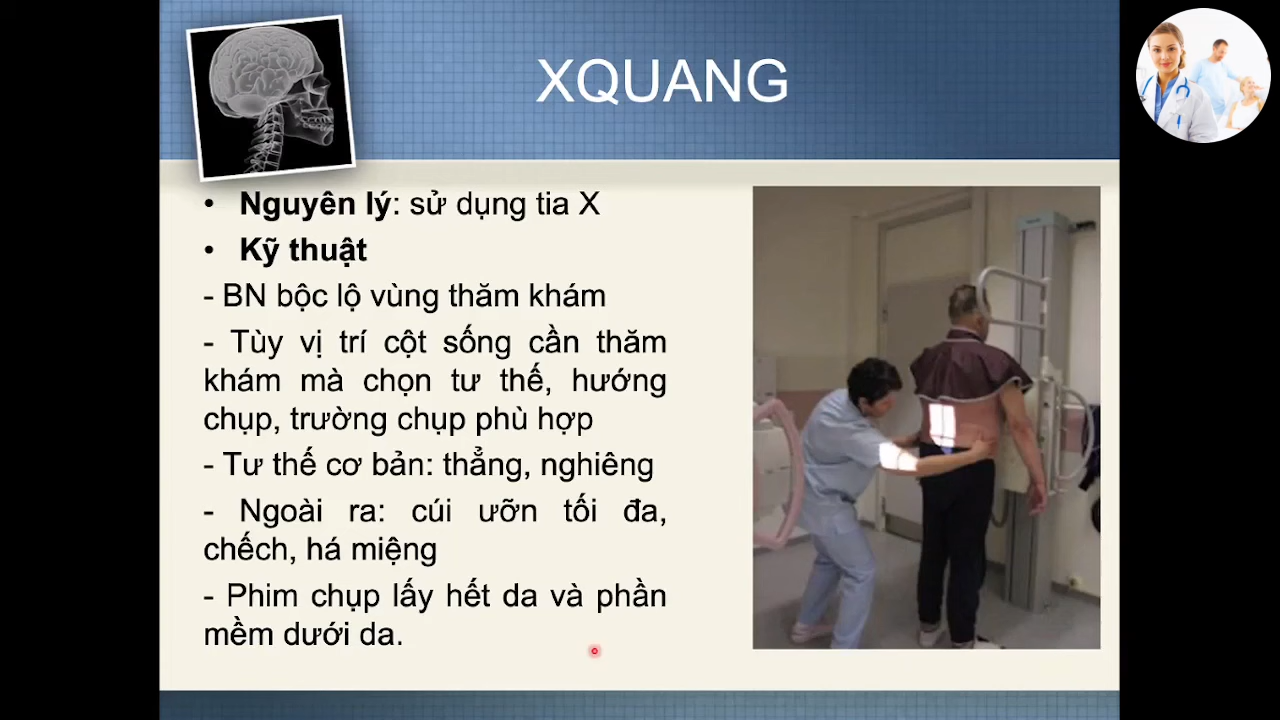 XQUANG
• Nguyên lý: sử dụng tia X
• Kỹ thuật
- BN bộc lộ vùng thăm khám
- Tùy vị trí cột sống cần thăm
khám mà chọn tư thế, hướng
chụp, trường chụp phù hợp
- Tư thế cơ bản: thẳng, nghiêng
- Ngoài ra: cúi ưỡn tối đa,
chếch, há miệng
- Phim chụp lấy hết da và phần
mềm dưới da.